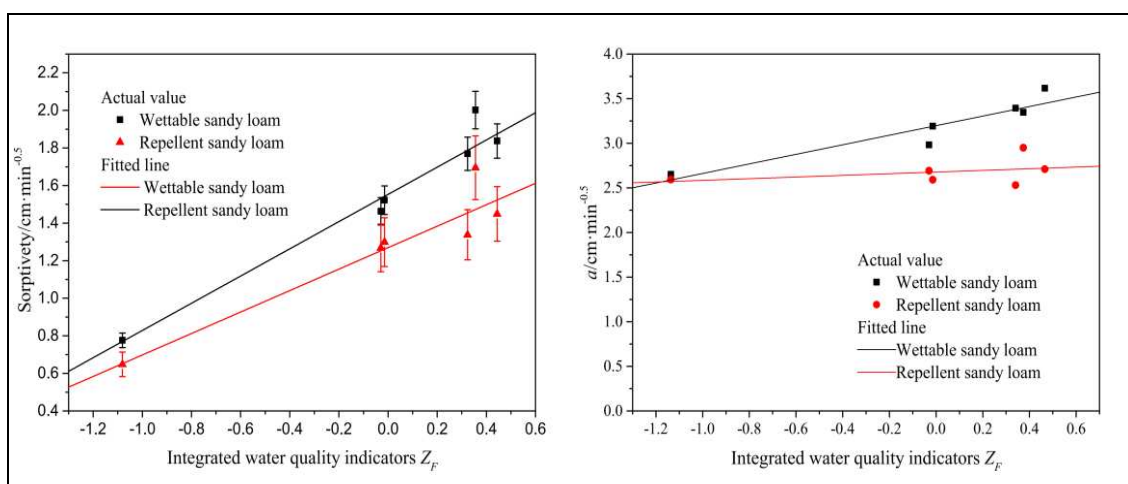 2.2
2.0
1.8
1.6
1.4
1.2
1.0
0.8
0.6
0.4
Sorptivety/cm·min-0.5
Actual value
Wettable sandy loam
Repellent sandy loam
Fitted line
Wettable sandy loam
Repellent sandy loam
-1.2 -1.0 -0.8 -0.6 -0.4 -0.2 0.0 0.2 0.4 0.6
Integrated water quality indicators ZF
4.0
3.5
3.0
2.5
2.0
1.5
1.0
0.5
0.0
a/cm·min-0.5
Actual value
Wettable sandy loam
Repellent sandy loam
Fitted line
Wettable sandy loam
Repellent sandy loam
-1.2 -1.0 -0.8 -0.6 -0.4 -0.2 0.0 0.2 0.4 0.6
Integrated water quality indicators ZF